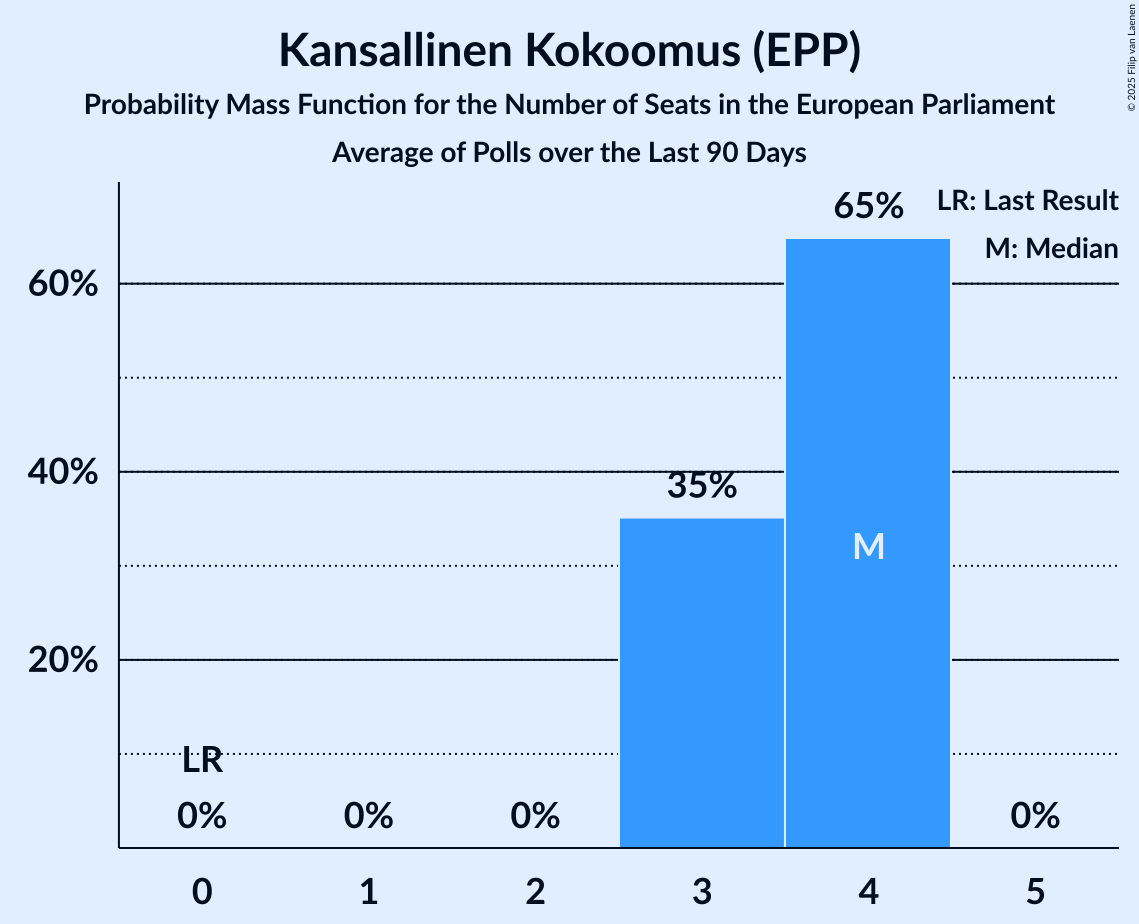 Kansallinen Kokoomus (EPP)
Probability Mass Function for the Number of Seats in the European Parliament
Average of Polls over the Last 90 Days
© 2025 Filip van Laenen
LR: Last Result
M: Median
65%
60%
40%
35%
M
20%
LR
0% 0% 0% 0%
0 1 2 3 4 5